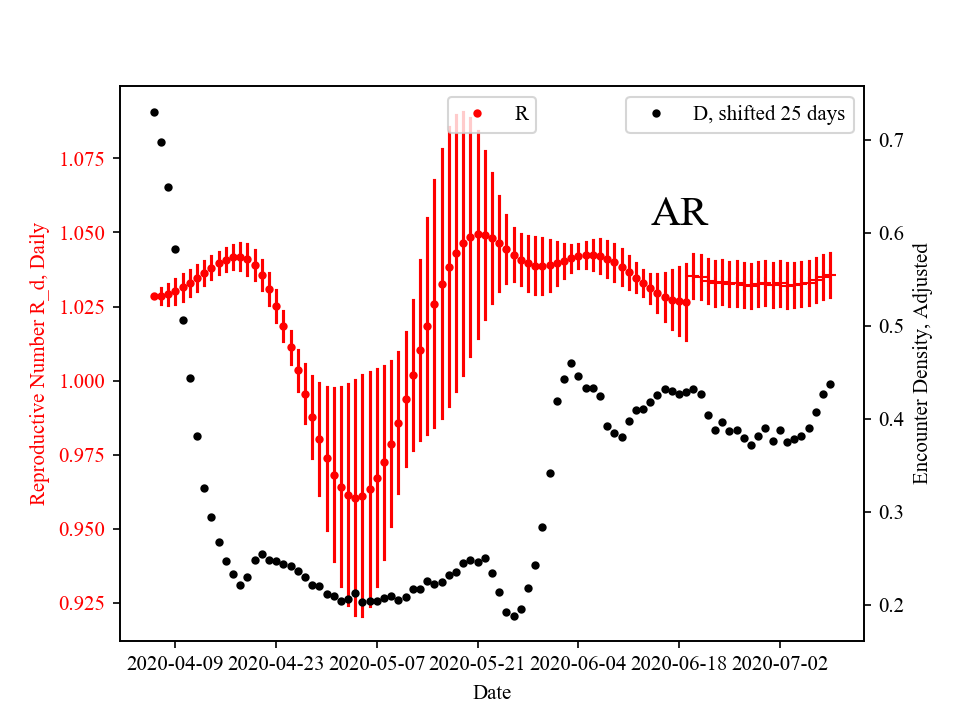 R
D, shifted 25 days
AR
Reproductive Number R_d, Daily
1.075
1.050
1.025
1.000
0.975
0.950
0.925
Encounter Density, Adjusted
0.7
0.6
0.5
0.4
0.3
0.2
2020-04-09 2020-04-23 2020-05-07 2020-05-21 2020-06-04 2020-06-18 2020-07-02
Date